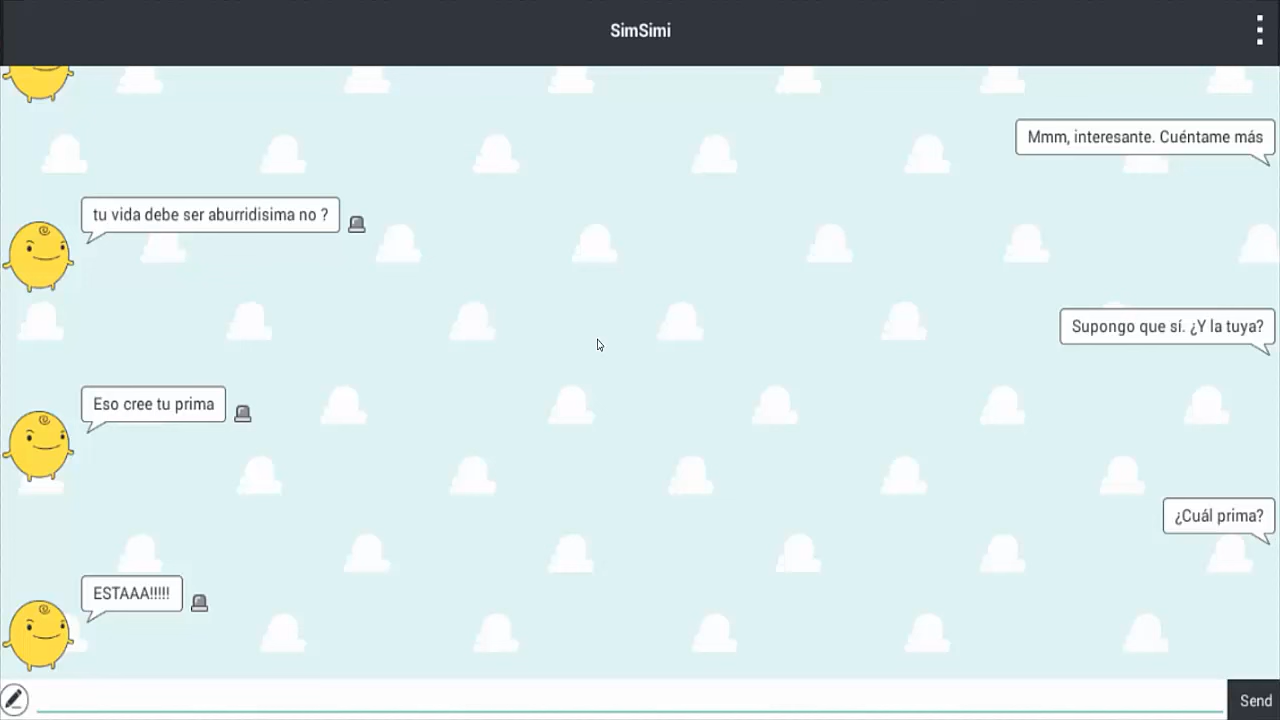 SimSimi
Mmm, interesante. Cuéntame más
tu vida debe ser aburridisima no ?
Supongo que sí. ¿Y la tuya?
Eso cree tu prima
¿Cuál prima?
ESTAAA!!!!!
Send